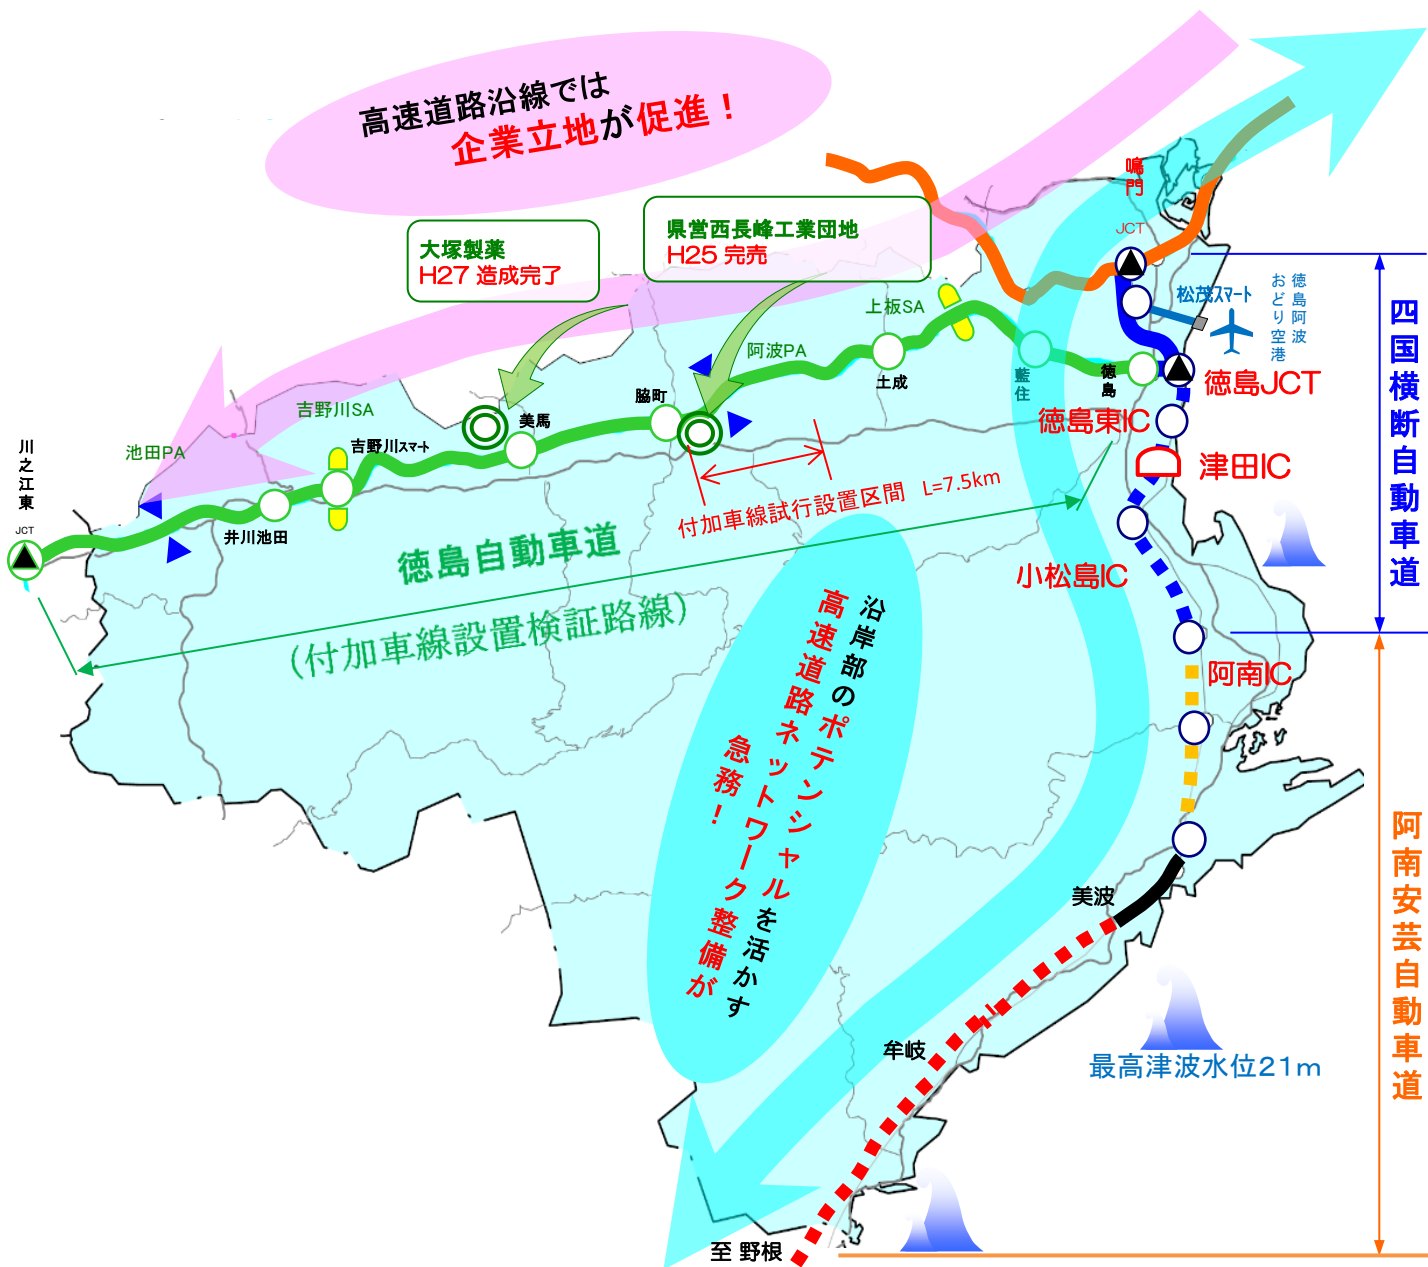 高速道路沿線では
企業立地が促進！
大塚製薬
H27 造成完了
県営西長峰工業団地
H25 完売
鳴門
JCT
松茂スマート
徳島阿波
おどり空港
上板SA
阿波PA
土成
藍住
徳島
徳島JCT
四国横断自動車道
脇町
美馬
吉野川SA
吉野川スマート
池田PA
井川池田
川之江東
JCT
徳島東IC
津田IC
付加車線試行設置区間 L=7.5km
徳島自動車道
（付加車線設置検証路線）
小松島IC
阿南IC
沿岸部のポテンシャルを活かす
高速道路ネットワーク整備が
急務！
阿南安芸自動車道
美波
牟岐
最高津波水位21m
至 野根